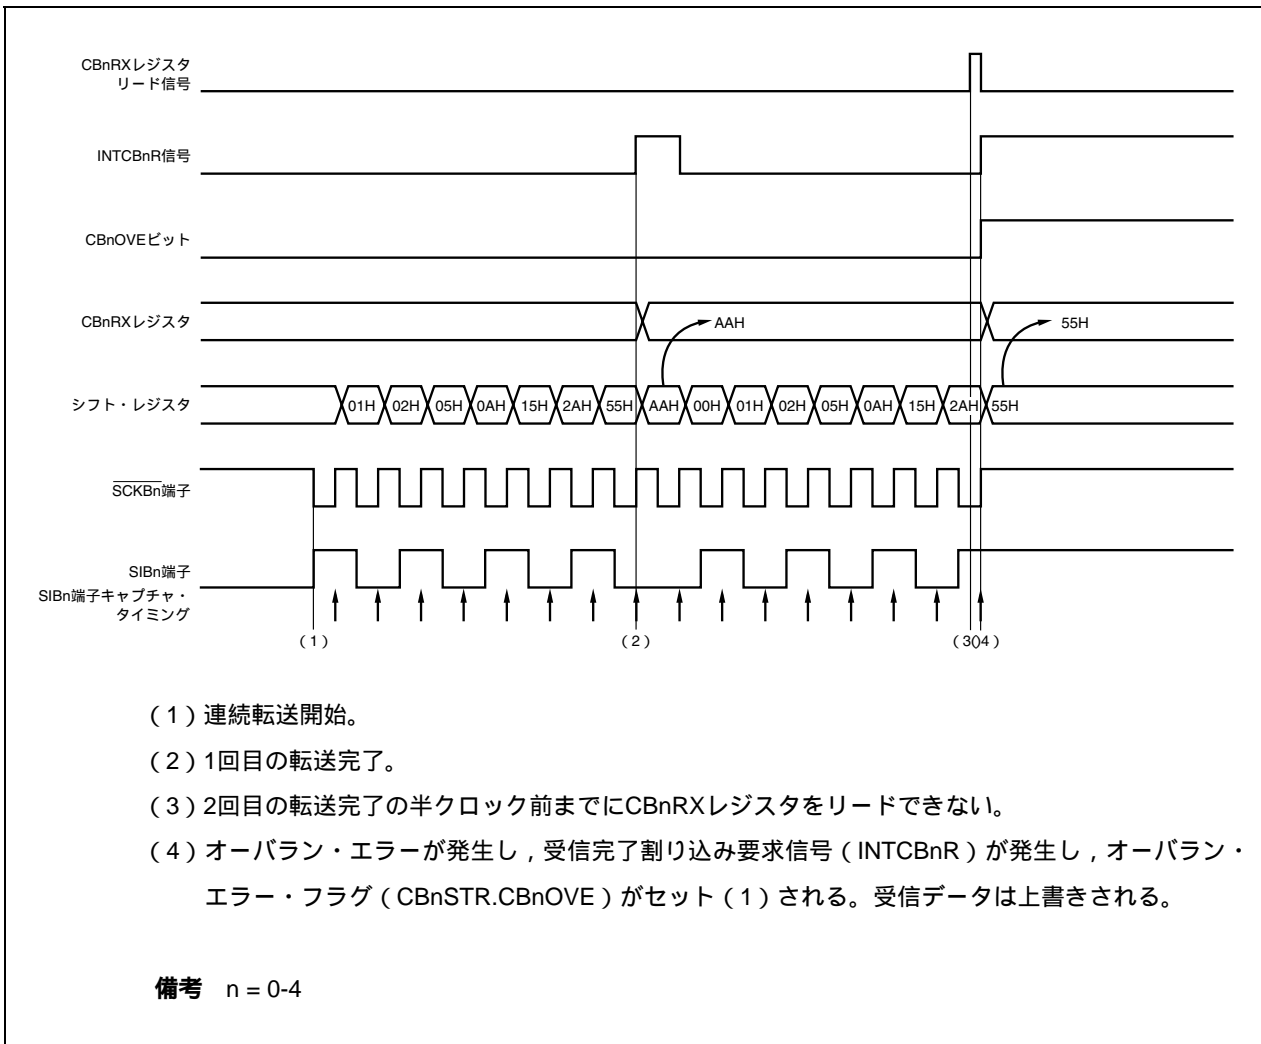 CBnRXレジスタ
リード信号
INTCBnR信号
CBnOVEビット
CBnRXレジスタ
AAH
55H
シフト・レジスタ
01H 02H 05H 0AH 15H 2AH 55H AAH 00H 01H 02H 05H 0AH 15H 2AH 55H
SCKBn端子
SIBn端子
SIBn端子キャプチャ・
タイミング
(1) (2) (3)(4)
(1)連続転送開始。
(2)1回目の転送完了。
(3)2回目の転送完了の半クロック前までにCBnRXレジスタをリードできない。
(4)オーバラン・エラーが発生し,受信完了割り込み要求信号(INTCBnR)が発生し,オーバラン・
エラー・フラグ(CBnSTR.CBnOVE)がセット(1)される。受信データは上書きされる。
備考 n = 0-4